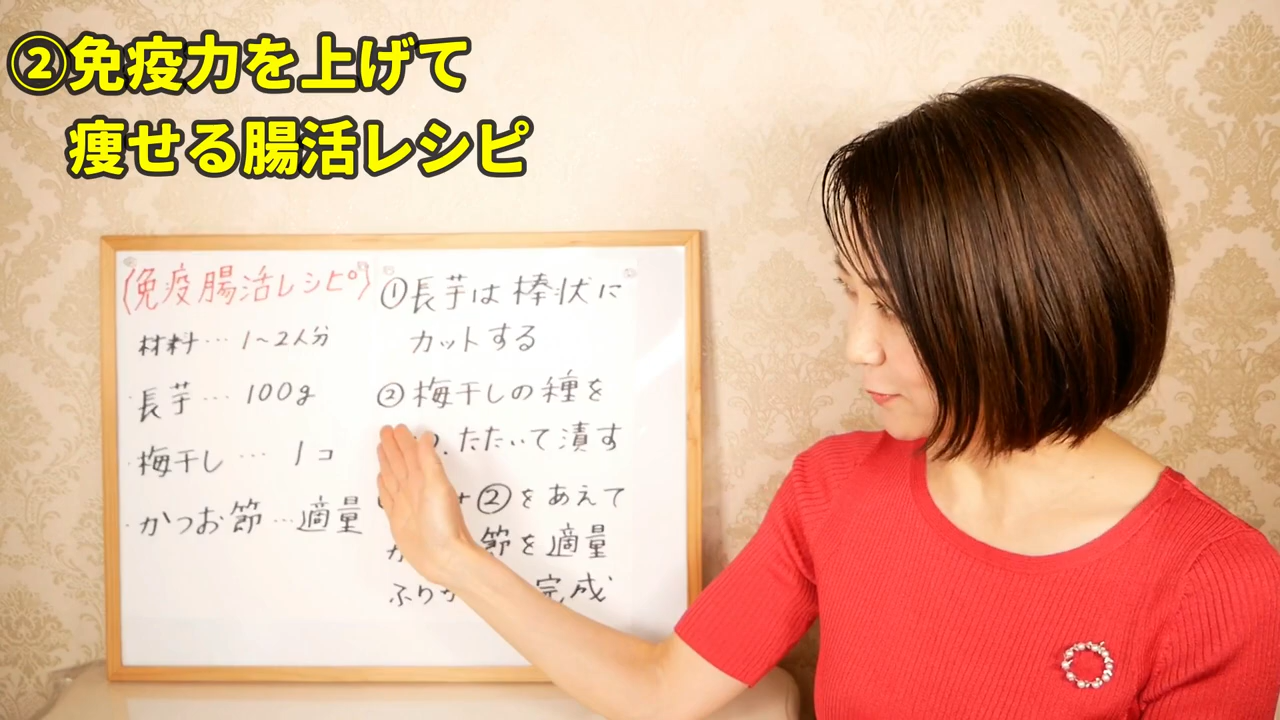 ②免疫力を上げて
痩せる腸活レシピ
(免疫腸活レシピ)
材料… 1~2人分
・長芋… 100g
・梅干し… 1コ
・かつお節…適量
①長芋は棒状に
カットする
②梅干しの種を
たたいて潰す
②をあえて
節を適量
ふりか 完成